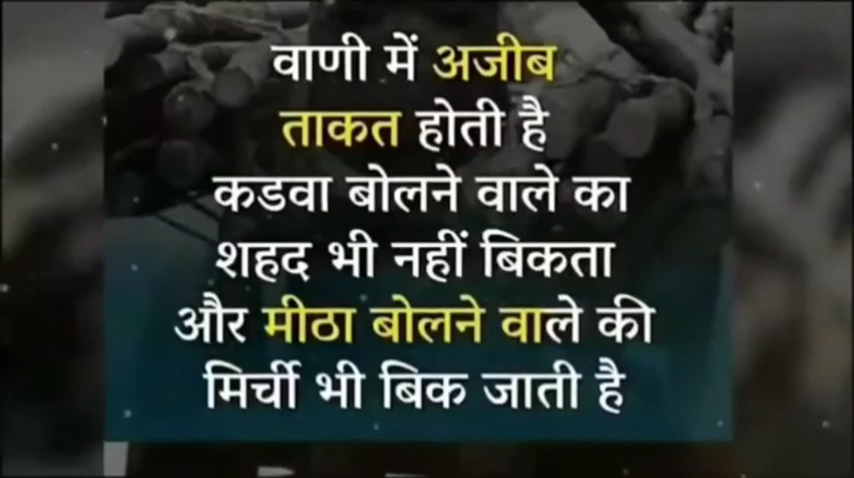 वाणी में अजीब
ताकत होती है
कडवा बोलने वाले का
शहद भी नहीं बिकता
और मीठा बोलने वाले की
मिर्ची भी बिक जाती है